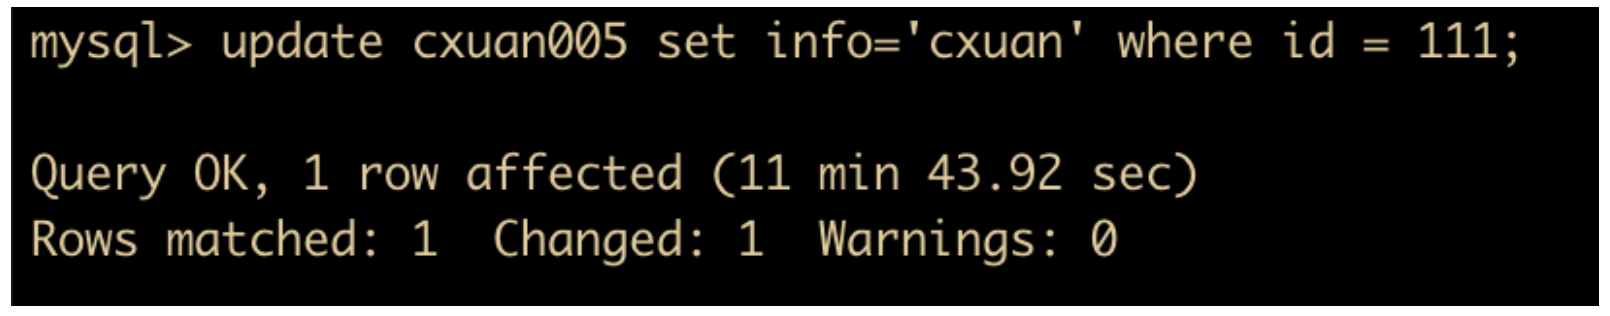 mysql> update cxuan005 set info='cxuan' where id = 111;
Query OK, 1 row affected (11 min 43.92 sec)
Rows matched: 1  Changed: 1  Warnings: 0